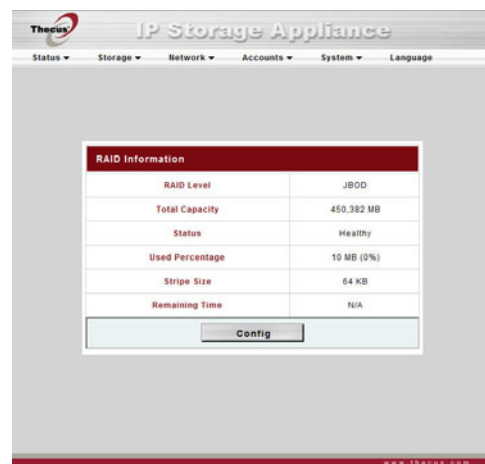 Thecus
IP Storage Appliance
Status Storage Network Accounts System Language
RAID Information
RAID Level JBOD
Total Capacity 450,382 MB
Status Healthy
Used Percentage 10 MB (0%)
Stripe Size 64 KB
Remaining Time N/A
Config
www.thecus.com